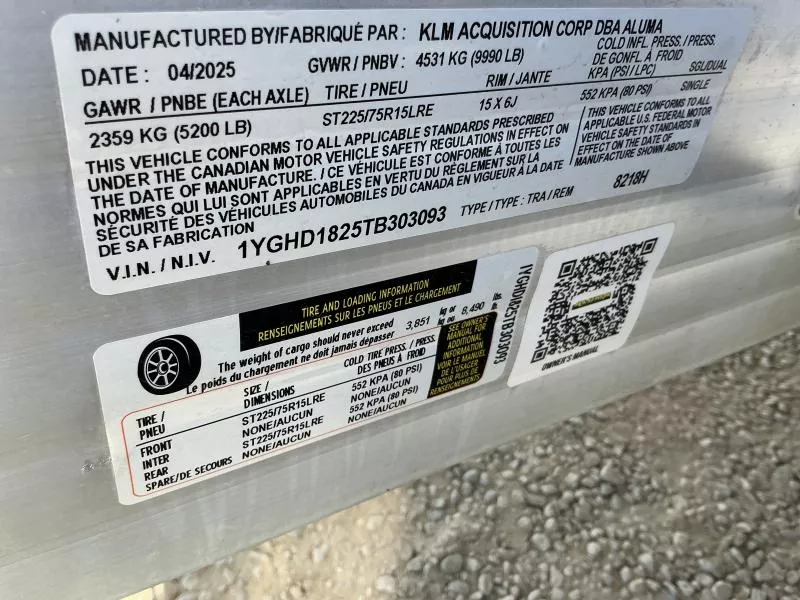 MANUFACTURED BY/FABRIQUÉ PAR : KLM ACQUISITION CORP DBA ALUMA
DATE : 04/2025 GVWR / PNBV : 4531 KG (9990 LB)
COLD INFL. PRESS./PRESS.
DE GONFL. À FROID
KPA (PSI / LPC) SGL/DUAL
GAWR / PNBE (EACH AXLE) TIRE / PNEU RIM / JANTE
2359 KG (5200 LB) ST225/75R15LRE 15 X 6J 552 KPA (80 PSI) SINGLE
THIS VEHICLE CONFORMS TO ALL APPLICABLE STANDARDS PRESCRIBED
UNDER THE CANADIAN MOTOR VEHICLE SAFETY REGULATIONS IN EFFECT ON
THE DATE OF MANUFACTURE. / CE VÉHICULE EST CONFORME À TOUTES LES
NORMES QUI LUI SONT APPLICABLES EN VERTU DU RÈGLEMENT SUR LA
SÉCURITÉ DES VÉHICULES AUTOMOBILES DU CANADA EN VIGUEUR À LA DATE
DE SA FABRICATION
THIS VEHICLE CONFORMS TO ALL
APPLICABLE U.S. FEDERAL MOTOR
VEHICLE SAFETY STANDARDS IN
EFFECT ON THE DATE OF
MANUFACTURE SHOWN ABOVE
V.I.N. / N.I.V. 1YGHD1825TB303093 TYPE / TYPE : TRA / REM 8218H
TIRE AND LOADING INFORMATION
RENSEIGNEMENTS SUR LES PNEUS ET LE CHARGEMENT
The weight of cargo should never exceed 3,851 kg or 8,490 lbs.
Le poids du chargement ne doit jamais dépasser kg ou lb.
TIRE / PNEU SIZE / DIMENSIONS COLD TIRE PRESS. / PRESS. DES PNEUS À FROID
FRONT ST225/75R15LRE 552 KPA (80 PSI)
INTER NONE/AUCUN NONE/AUCUN
REAR ST225/75R15LRE 552 KPA (80 PSI)
SPARE/DE SECOURS NONE/AUCUN NONE/AUCUN
SEE OWNER'S
MANUAL FOR
ADDITIONAL
INFORMATION
VOIR LE MANUEL
DE L'USAGER
POUR PLUS DE
RENSEIGNEMENTS
1YGHD1825TB303093
OWNER'S MANUAL